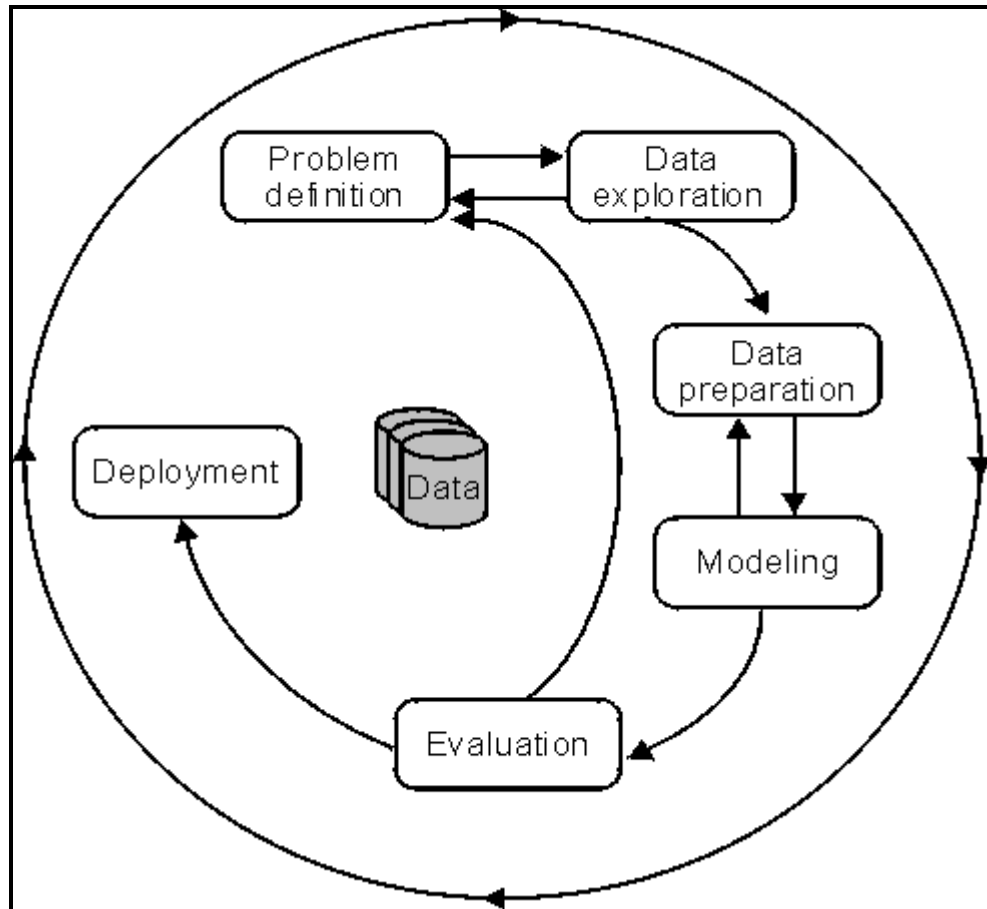 Problem
definition
Data
exploration
Data
preparation
Deployment
Data
Modeling
Evaluation